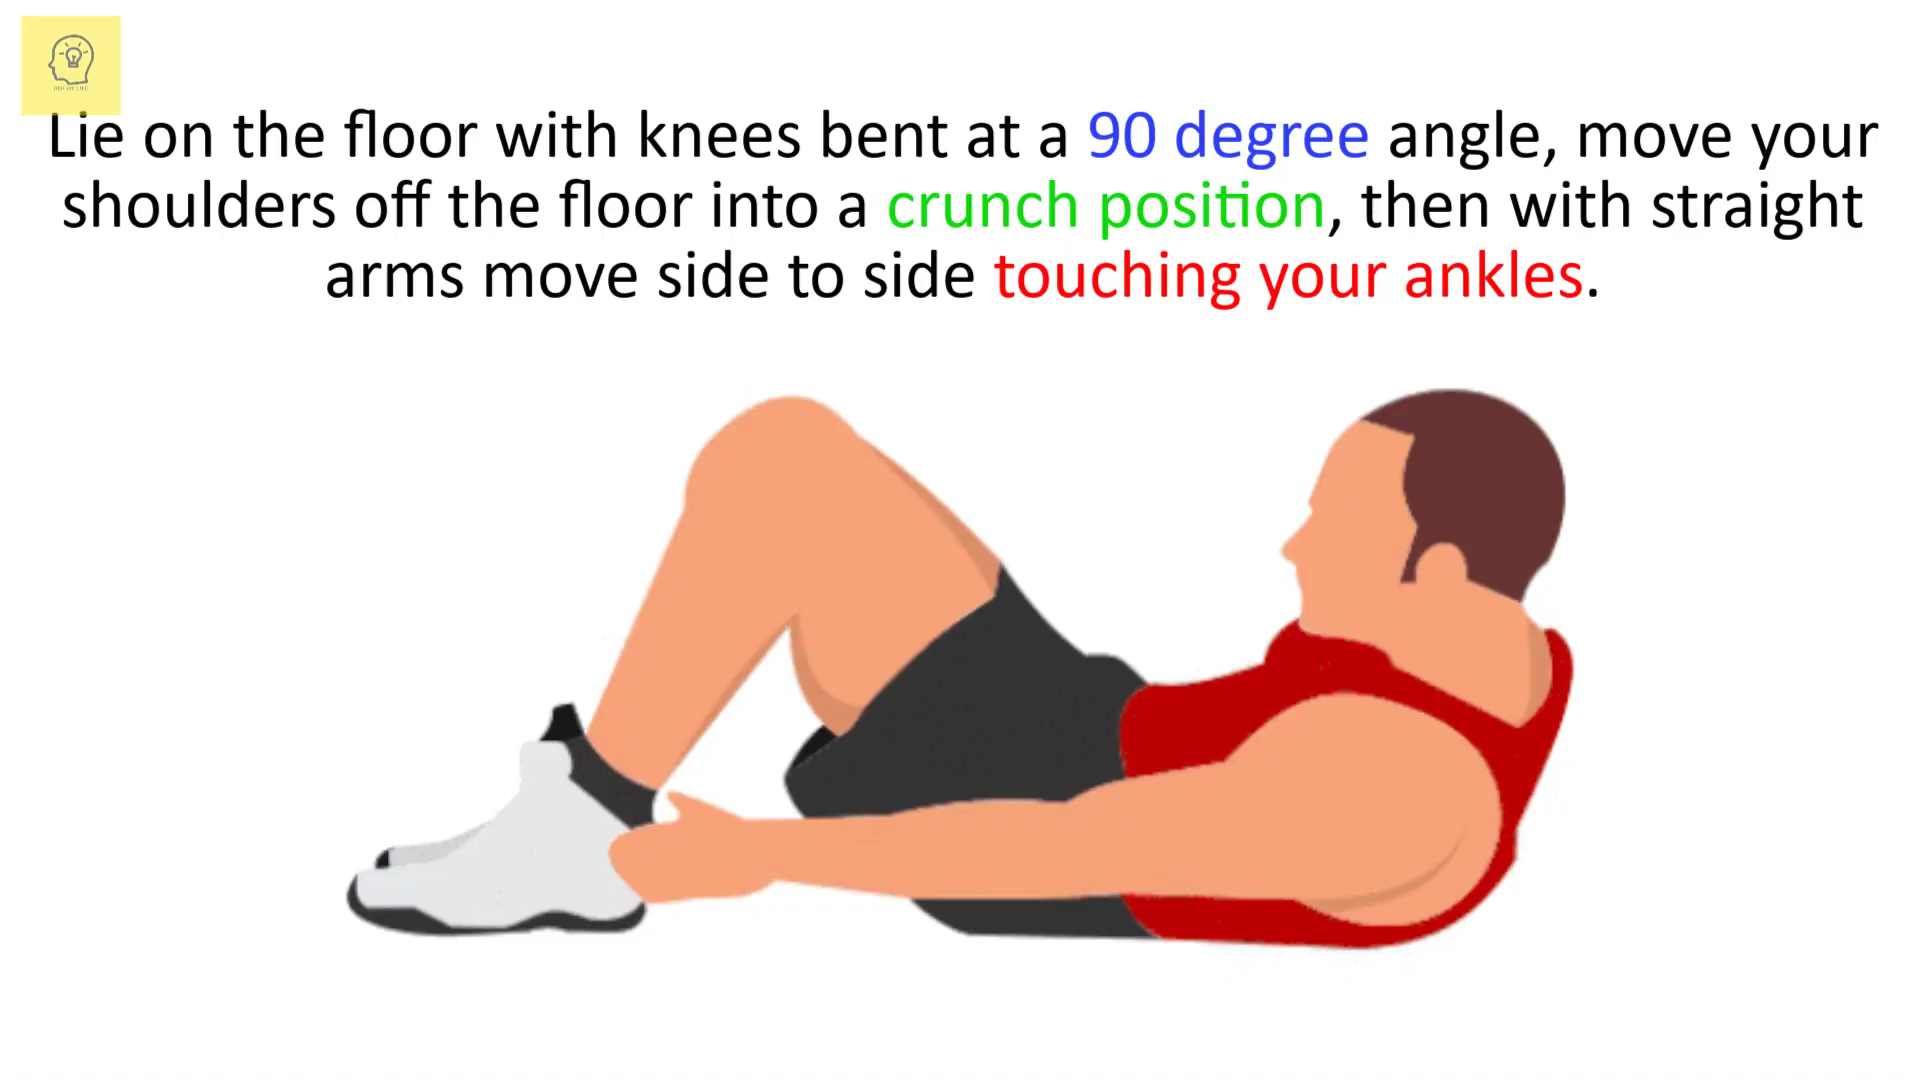 Lie on the floor with knees bent at a 90 degree angle, move your
shoulders off the floor into a crunch position, then with straight
arms move side to side touching your ankles.